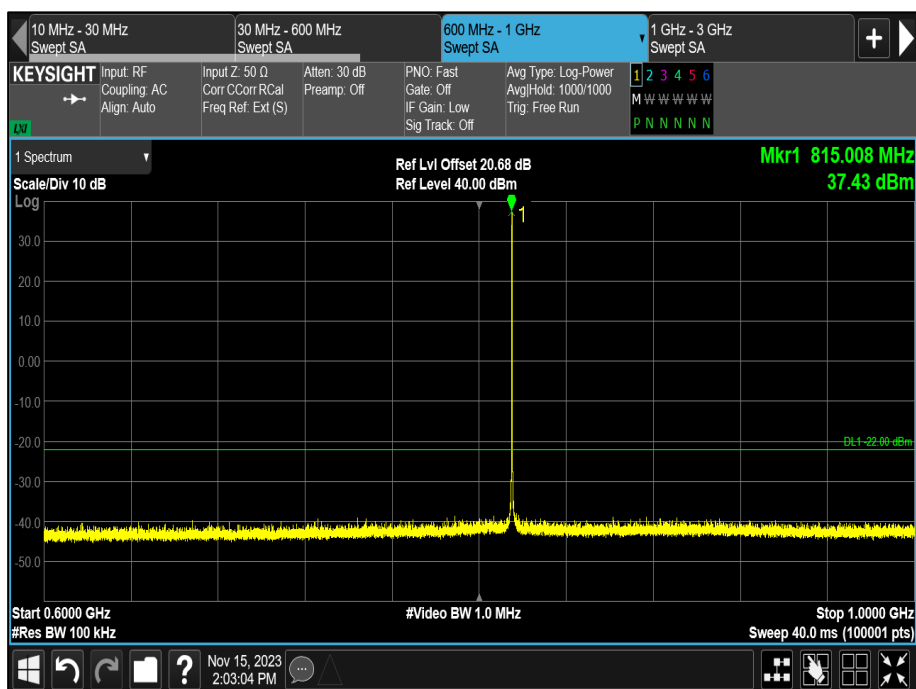 10 MHz - 30 MHz
Swept SA
30 MHz - 600 MHz
Swept SA
600 MHz - 1 GHz
Swept SA
1 GHz - 3 GHz
Swept SA
+
KEYSIGHT
Input: RF
Coupling: AC
Align: Auto
Input Z: 50 Ω
Corr CCorr RCal
Freq Ref: Ext (S)
Atten: 30 dB
Preamp: Off
PNO: Fast
Gate: Off
IF Gain: Low
Sig Track: Off
Avg Type: Log-Power
Avg|Hold: 1000/1000
Trig: Free Run
1 2 3 4 5 6
M W W W W W
P N N N N N
LXI
1 Spectrum
Scale/Div 10 dB
Ref Lvl Offset 20.68 dB
Ref Level 40.00 dBm
Mkr1 815.008 MHz
37.43 dBm
Log
1
30.0
20.0
10.0
0.00
-10.0
-20.0
DL1 -22.00 dBm
-30.0
-40.0
-50.0
Start 0.6000 GHz
#Res BW 100 kHz
#Video BW 1.0 MHz
Stop 1.0000 GHz
Sweep 40.0 ms (100001 pts)
?
Nov 15, 2023
2:03:04 PM